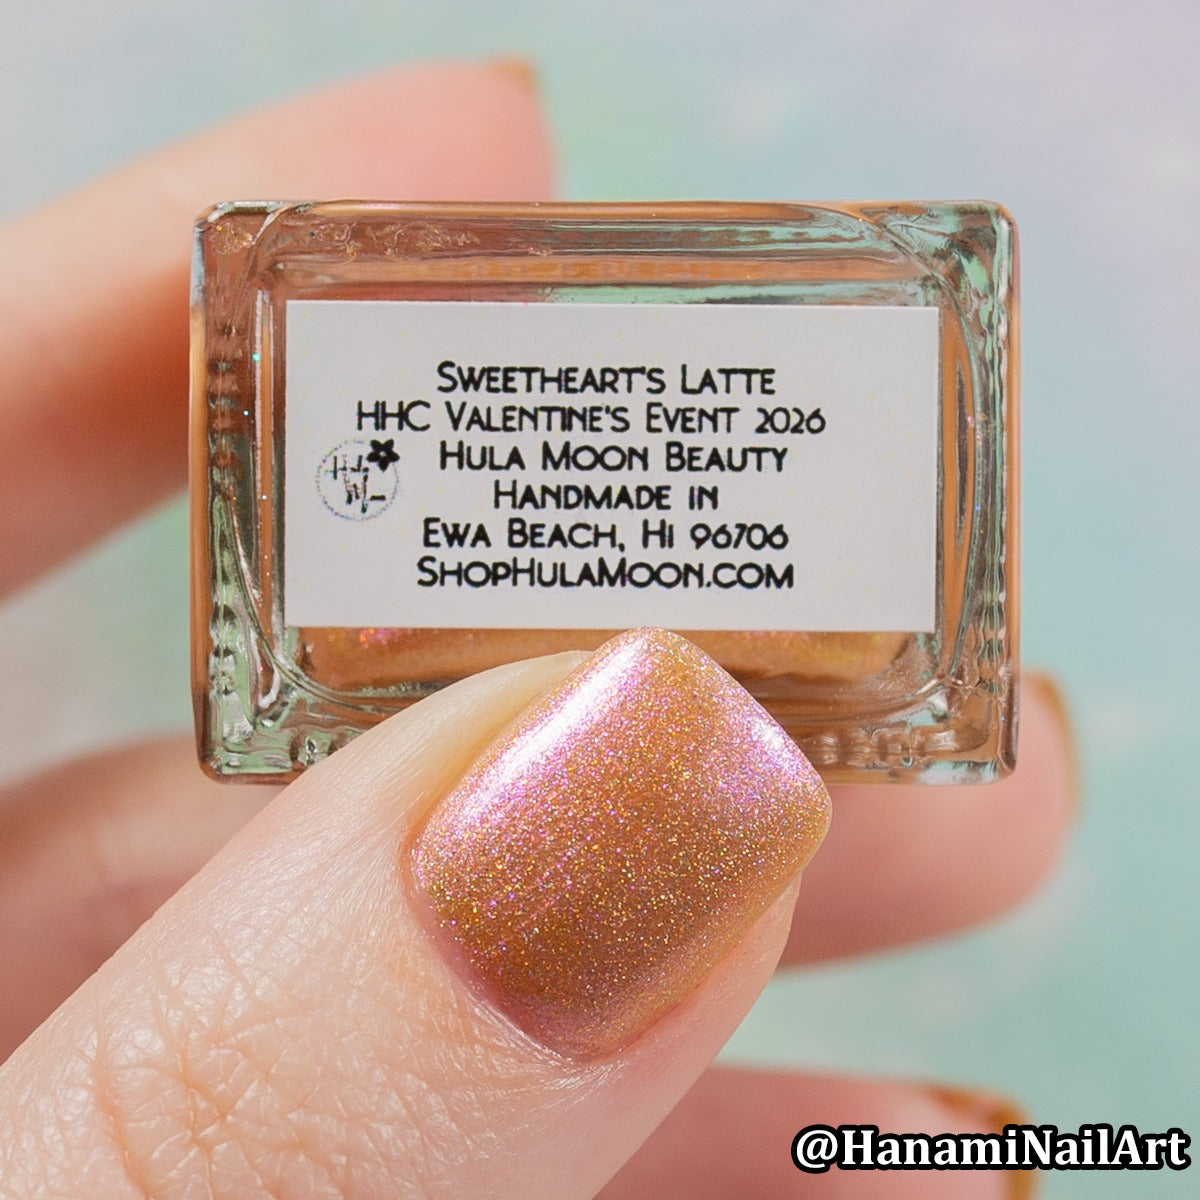 Sweetheart's Latte
HHC Valentine's Event 2026
Hula Moon Beauty
Handmade in
Ewa Beach, Hi 96706
ShopHulaMoon.com
@HanamiNailArt